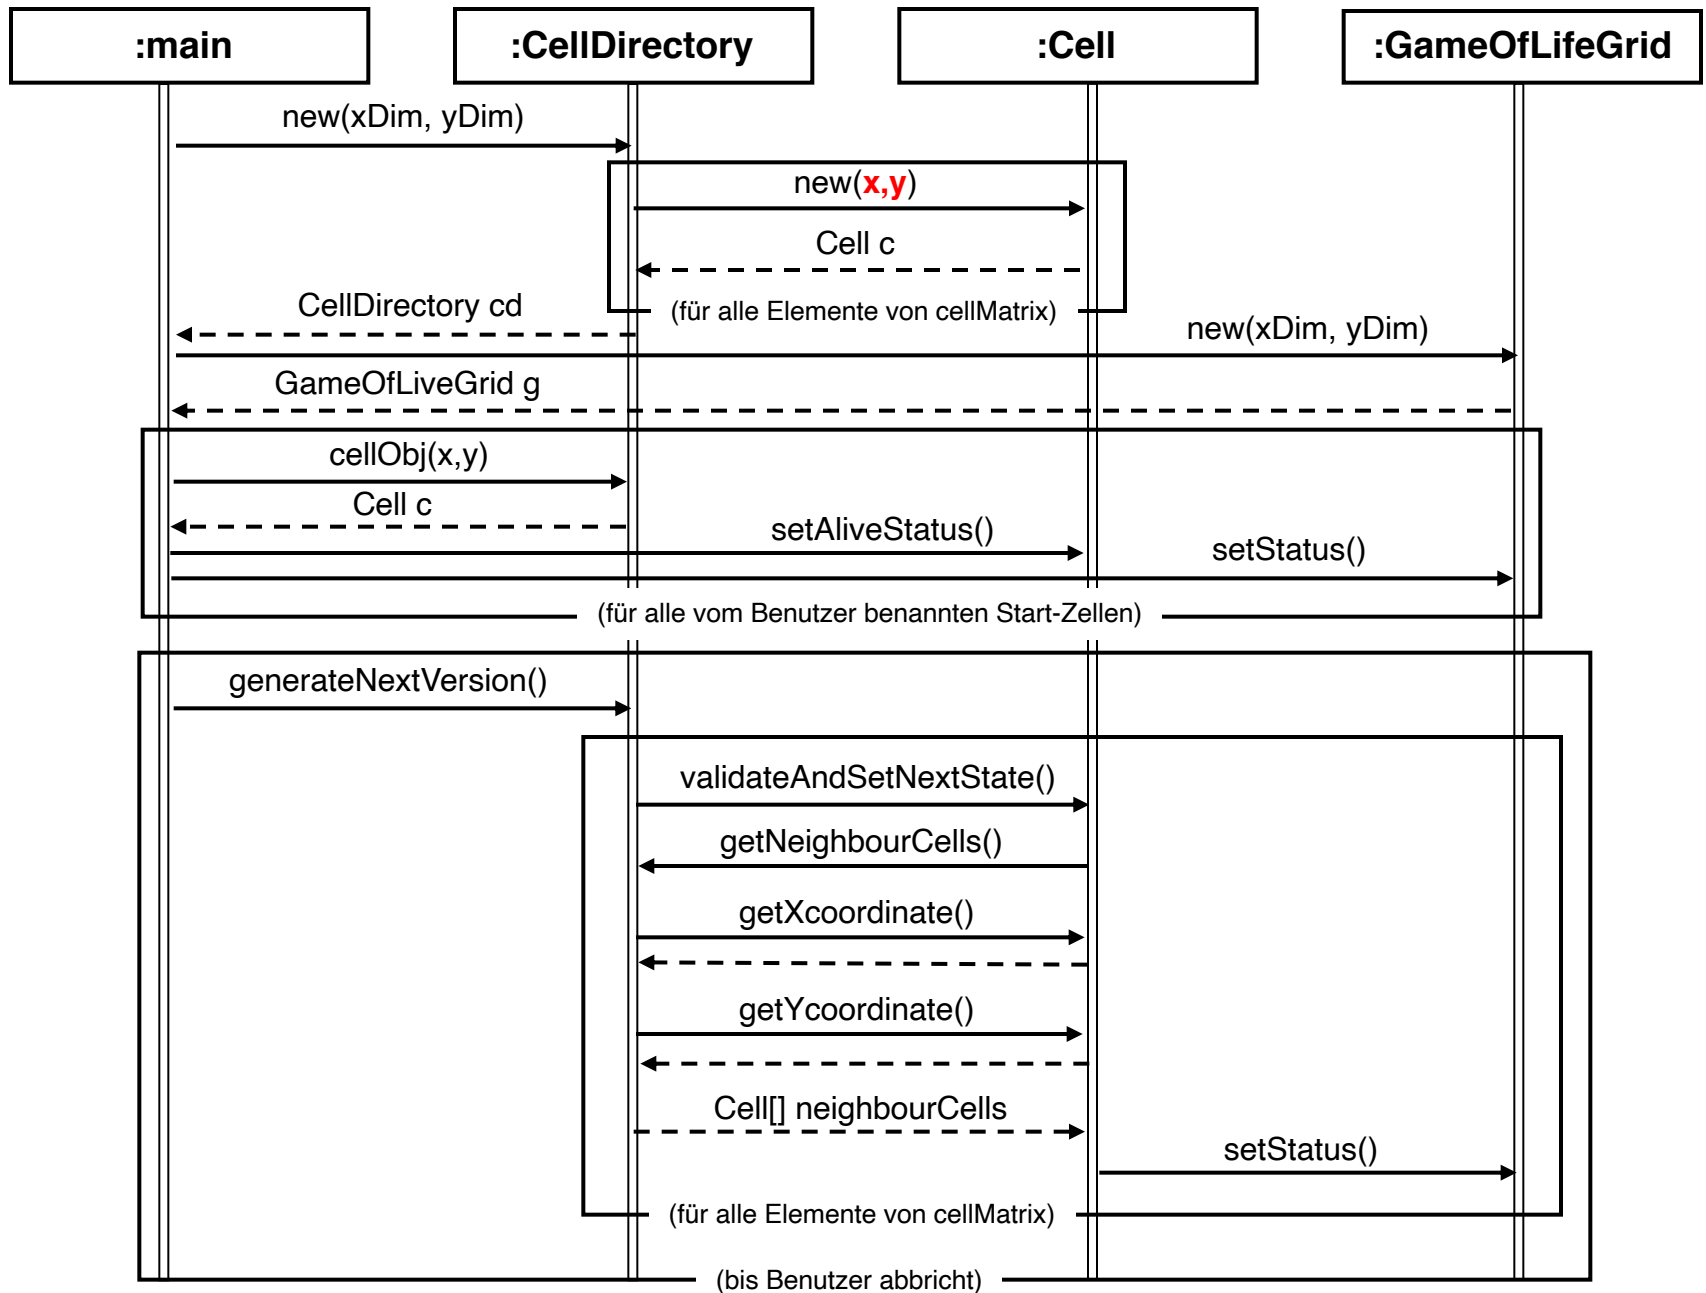 :main
:CellDirectory
:Cell
:GameOfLifeGrid
new(xDim, yDim)
new(x,y)
Cell c
(für alle Elemente von cellMatrix)
CellDirectory cd
new(xDim, yDim)
GameOfLiveGrid g
cellObj(x,y)
Cell c
setAliveStatus()
setStatus()
(für alle vom Benutzer benannten Start-Zellen)
generateNextVersion()
validateAndSetNextState()
getNeighbourCells()
getXcoordinate()
getYcoordinate()
Cell[] neighbourCells
setStatus()
(für alle Elemente von cellMatrix)
(bis Benutzer abbricht)